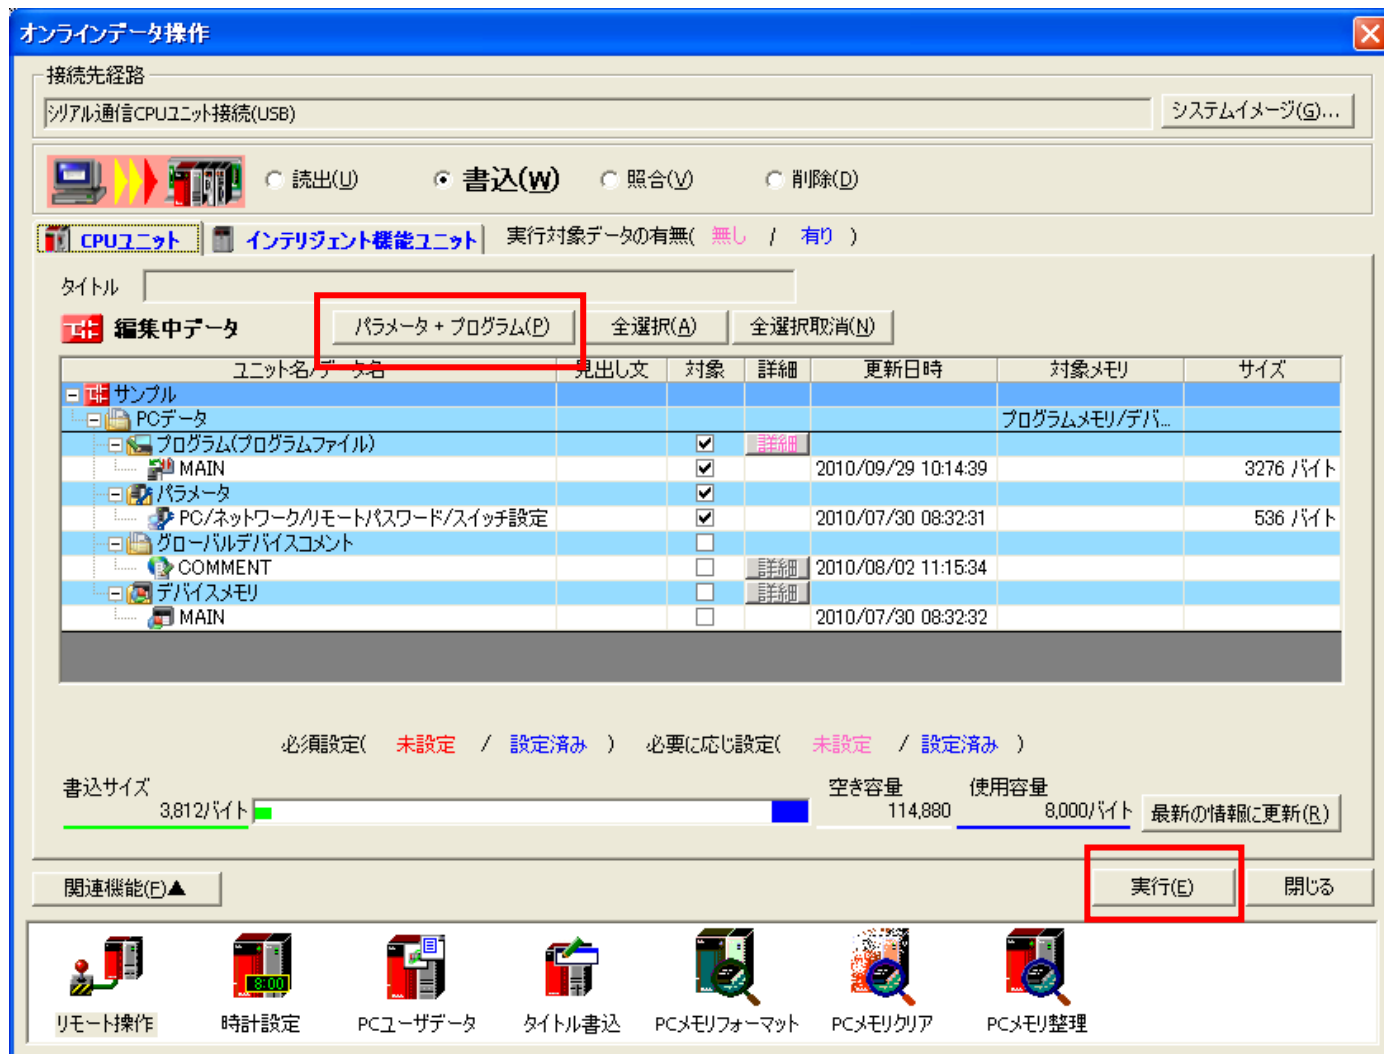 オンラインデータ操作
接続先経路
シリアル通信CPUユニット接続(USB)
システムイメージ(G)...
読出(U)
書込(W)
照合(V)
削除(D)
CPUユニット
インテリジェント機能ユニット
実行対象データの有無( 無し / 有り )
タイトル
編集中データ
パラメータ + プログラム(P)
全選択(A)
全選択取消(N)
ユニット名/データ名 見出し文 対象 詳細 更新日時 対象メモリ サイズ
サンプル
PCデータ プログラムメモリ/デバ...
プログラム(プログラムファイル) 詳細
MAIN 2010/09/29 10:14:39 3276 バイト
パラメータ
PC/ネットワーク/リモートパスワード/スイッチ設定 2010/07/30 08:32:31 536 バイト
グローバルデバイスコメント
COMMENT 詳細 2010/08/02 11:15:34
デバイスメモリ 詳細
MAIN 2010/07/30 08:32:32
必須設定( 未設定 / 設定済み ) 必要に応じ設定( 未設定 / 設定済み )
書込サイズ 空き容量 使用容量
3,812バイト 114,880 8,000バイト 最新の情報に更新(R)
関連機能(F)▲
実行(E)
閉じる
8:00
リモート操作 時計設定 PCユーザデータ タイトル書込 PCメモリフォーマット PCメモリクリア PCメモリ整理